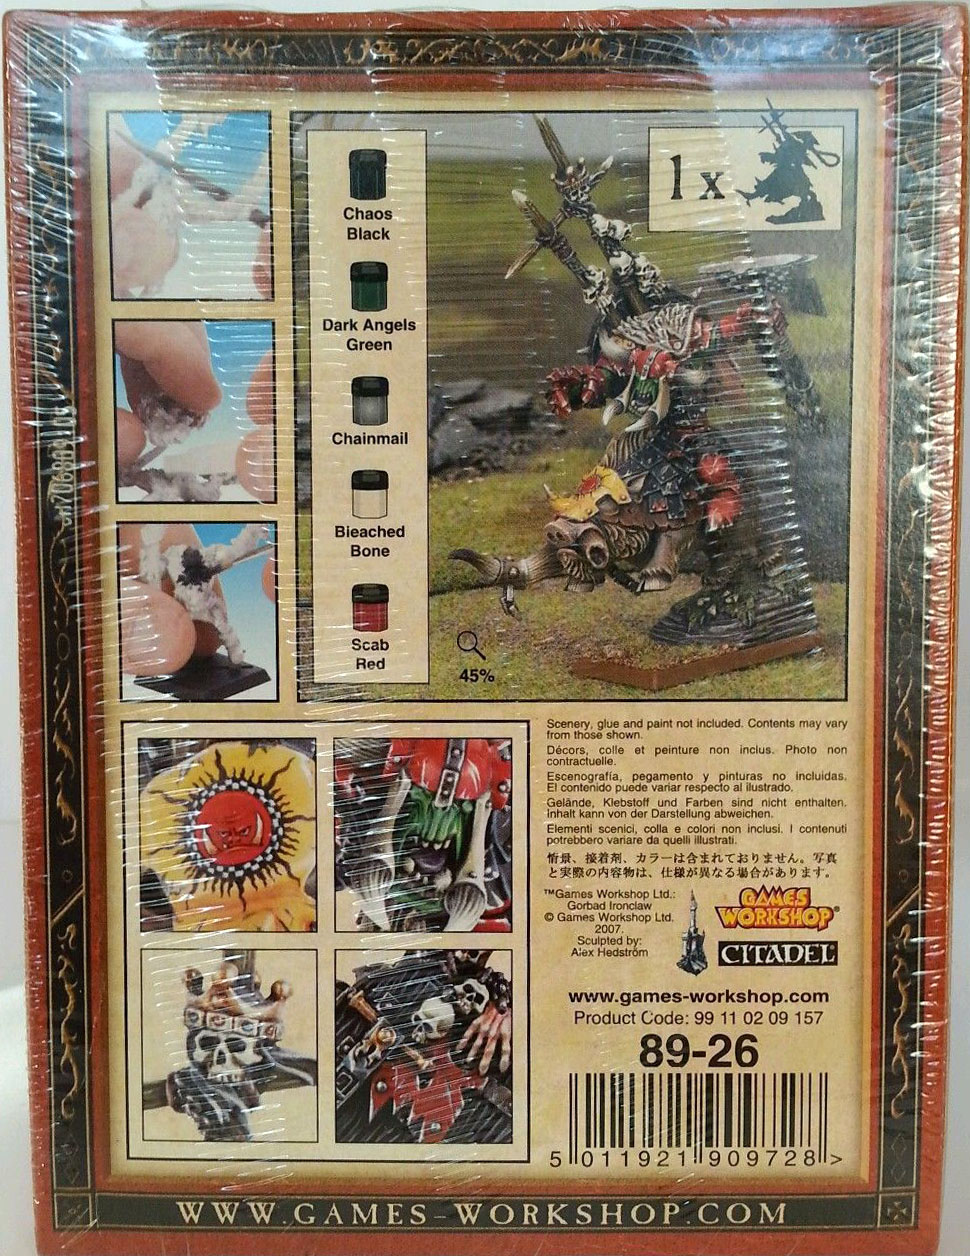 1 x
Chaos
Black
Dark Angels
Green
Chainmail
Bleached
Bone
Scab
Red
45%
Scenery, glue and paint not included. Contents may vary
from those shown.
Décors, colle et peinture non inclus. Photo non
contractuelle.
Escenografía, pegamento y pinturas no incluidas.
El contenido puede variar respecto al ilustrado.
Gelände, Klebstoff und Farben sind nicht enthalten.
Inhalt kann von der Darstellung abweichen.
Elementi scenici, colla e colori non inclusi. I contenuti
potrebbero variare da quelli illustrati.
情景、接着剤、カラーは含まれておりません。写真
と実際の内容物は、仕様が異なる場合があります。
™Games Workshop Ltd.:
Gorbad Ironclaw
© Games Workshop Ltd.
2007.
Sculpted by:
Alex Hedström
GAMES
WORKSHOP®
CITADEL
www.games-workshop.com
Product Code: 99 11 02 09 157
89-26
5 011921 909728 >
WWW.GAMES-WORKSHOP.COM